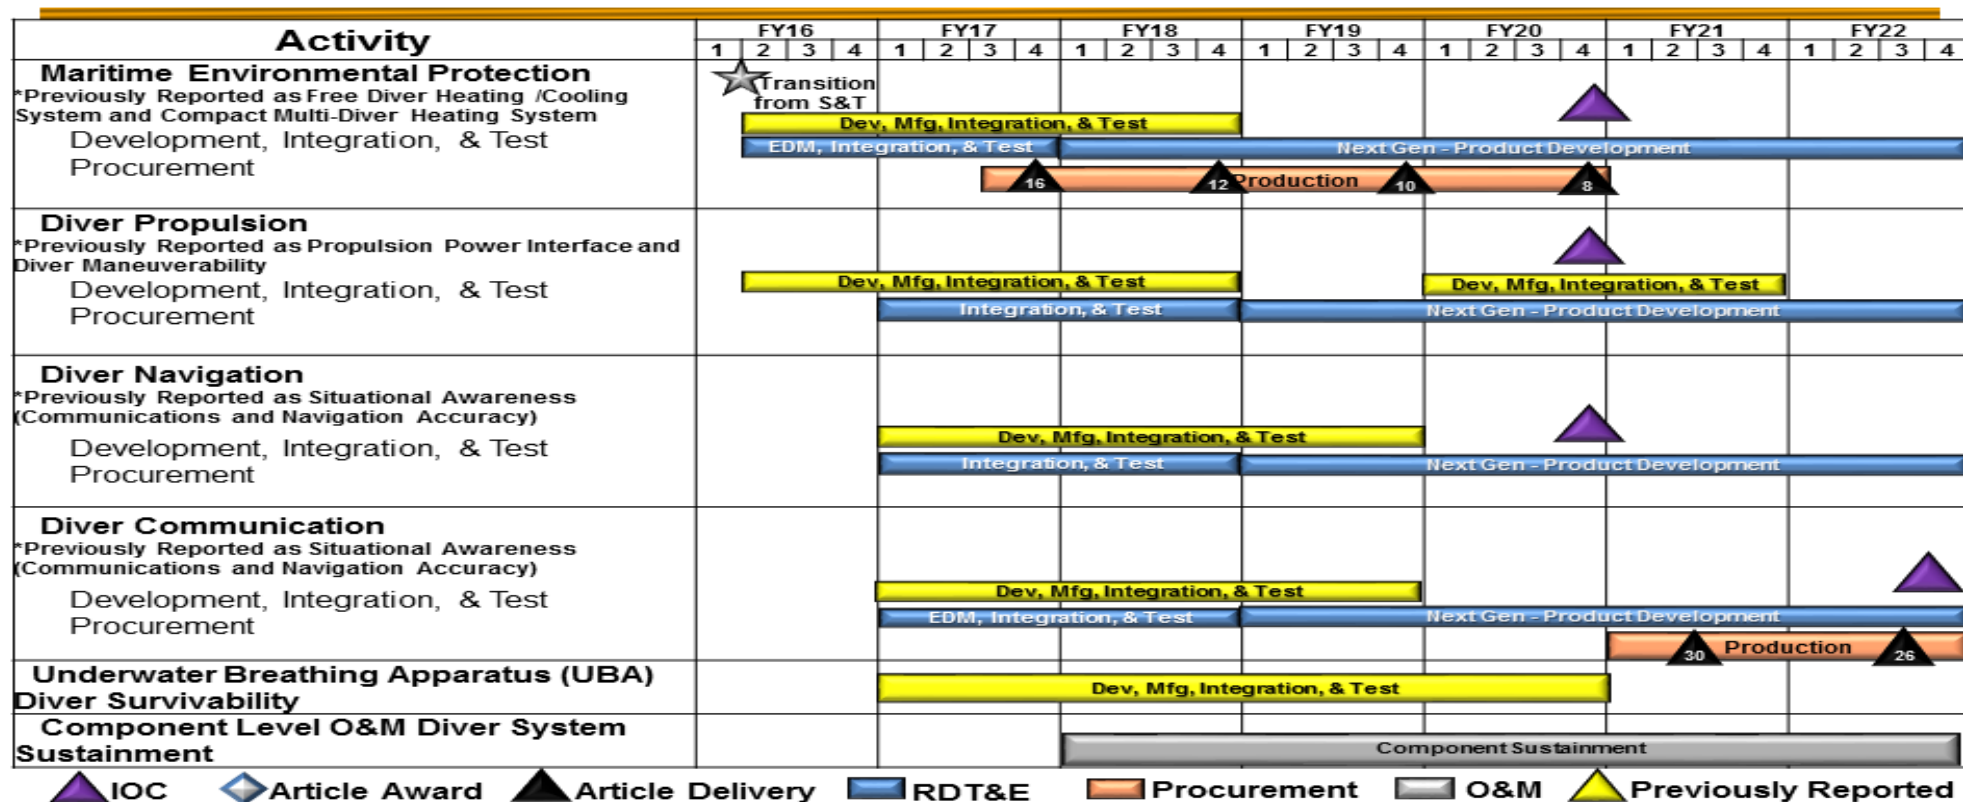 Activity
FY16 FY17 FY18 FY19 FY20 FY21 FY22
1 2 3 4 1 2 3 4 1 2 3 4 1 2 3 4 1 2 3 4 1 2 3 4 1 2 3 4
Maritime Environmental Protection
*Previously Reported as Free Diver Heating /Cooling
System and Compact Multi-Diver Heating System
Development, Integration, & Test
Procurement
Transition
from S&T
Dev, Mfg, Integration, & Test
EDM, Integration, & Test
Next Gen - Product Development
16 12 Production 10 8
Diver Propulsion
*Previously Reported as Propulsion Power Interface and
Diver Maneuverability
Development, Integration, & Test
Procurement
Dev, Mfg, Integration, & Test
Dev, Mfg, Integration, & Test
Integration, & Test
Next Gen - Product Development
Diver Navigation
*Previously Reported as Situational Awareness
(Communications and Navigation Accuracy)
Development, Integration, & Test
Procurement
Dev, Mfg, Integration, & Test
Integration, & Test
Next Gen - Product Development
Diver Communication
*Previously Reported as Situational Awareness
(Communications and Navigation Accuracy)
Development, Integration, & Test
Procurement
Dev, Mfg, Integration, & Test
EDM, Integration, & Test
Next Gen - Product Development
30 Production 26
Underwater Breathing Apparatus (UBA)
Diver Survivability
Dev, Mfg, Integration, & Test
Component Level O&M Diver System
Sustainment
Component Sustainment
IOC Article Award Article Delivery RDT&E Procurement O&M Previously Reported